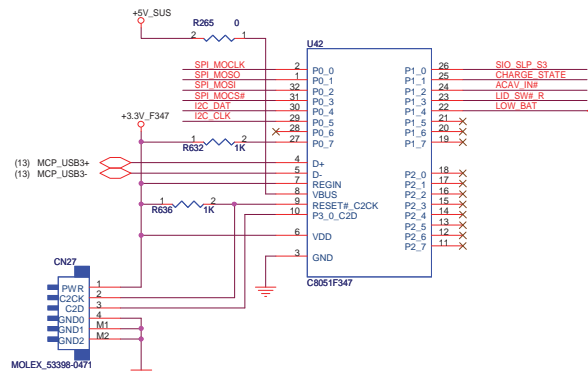 +5V_SUS
R265 0
2 1
U42
SPI_MOCLK 2 P0_0 P1_0 26 SIO_SLP_S3
SPI_MOSO 1 P0_1 P1_1 25 CHARGE_STATE
SPI_MOSI 32 P0_2 P1_2 24 ACAV_IN#
SPI_MOCS# 31 P0_3 P1_3 23 LID_SW#_R
I2C_DAT 30 P0_4 P1_4 22 LOW_BAT
I2C_CLK 29 P0_5 P1_5 21
28 P0_6 P1_6 20
27 P0_7 P1_7 19
+3.3V_F347
1 2
R632 1K
(13) MCP_USB3+ 4 D+
(13) MCP_USB3- 5 D- P2_0 18
7 REGIN P2_1 17
8 VBUS P2_2 16
1 2 9 RESET#_C2CK P2_3 15
R636 1K 10 P3_0_C2D P2_4 14
P2_5 13
6 VDD P2_6 12
P2_7 11
3 GND
C8051F347
CN27
PWR 1
C2CK 2
C2D 3
GND0 4
GND1 M1
GND2 M2
MOLEX_53398-0471